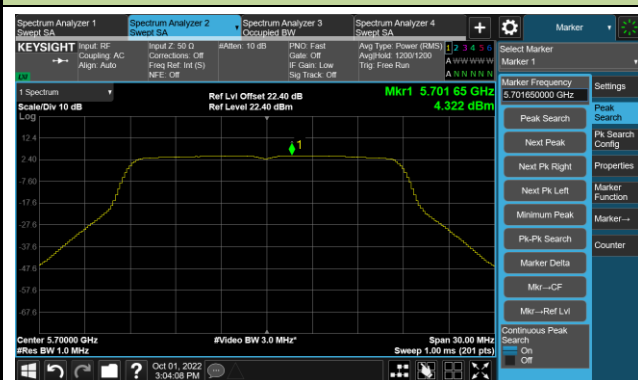 Spectrum Analyzer 1
Swept SA
Spectrum Analyzer 2
Swept SA
Spectrum Analyzer 3
Occupied BW
Spectrum Analyzer 4
Swept SA
+
Marker
KEYSIGHT
Input: RF
Coupling: AC
Align: Auto
Input Z: 50 Ω
Corrections: Off
Freq Ref: Int (S)
NFE: Off
#Atten: 10 dB
PNO: Fast
Gate: Off
IF Gain: Low
Sig Track: Off
Avg Type: Power (RMS)
Avg|Hold: 1200/1200
Trig: Free Run
1 2 3 4 5 6
A W W W W W
A N N N N N
LV
Select Marker
Marker 1
1 Spectrum
Scale/Div 10 dB
Log
Ref Lvl Offset 22.40 dB
Ref Level 22.40 dBm
Mkr1 5.701 65 GHz
4.322 dBm
1
12.4
2.40
-7.60
-17.6
-27.6
-37.6
-47.6
-57.6
-67.6
Center 5.70000 GHz
#Res BW 1.0 MHz
#Video BW 3.0 MHz*
Span 30.00 MHz
Sweep 1.00 ms (201 pts)
Marker Frequency
5.701650000 GHz
Peak Search
Next Peak
Next Pk Right
Next Pk Left
Minimum Peak
Pk-Pk Search
Marker Delta
Mkr→CF
Mkr→Ref Lvl
Continuous Peak
Search
On
Off
Settings
Peak
Search
Pk Search
Config
Properties
Marker
Function
Marker→
Counter
?
Oct 01, 2022
3:04:08 PM